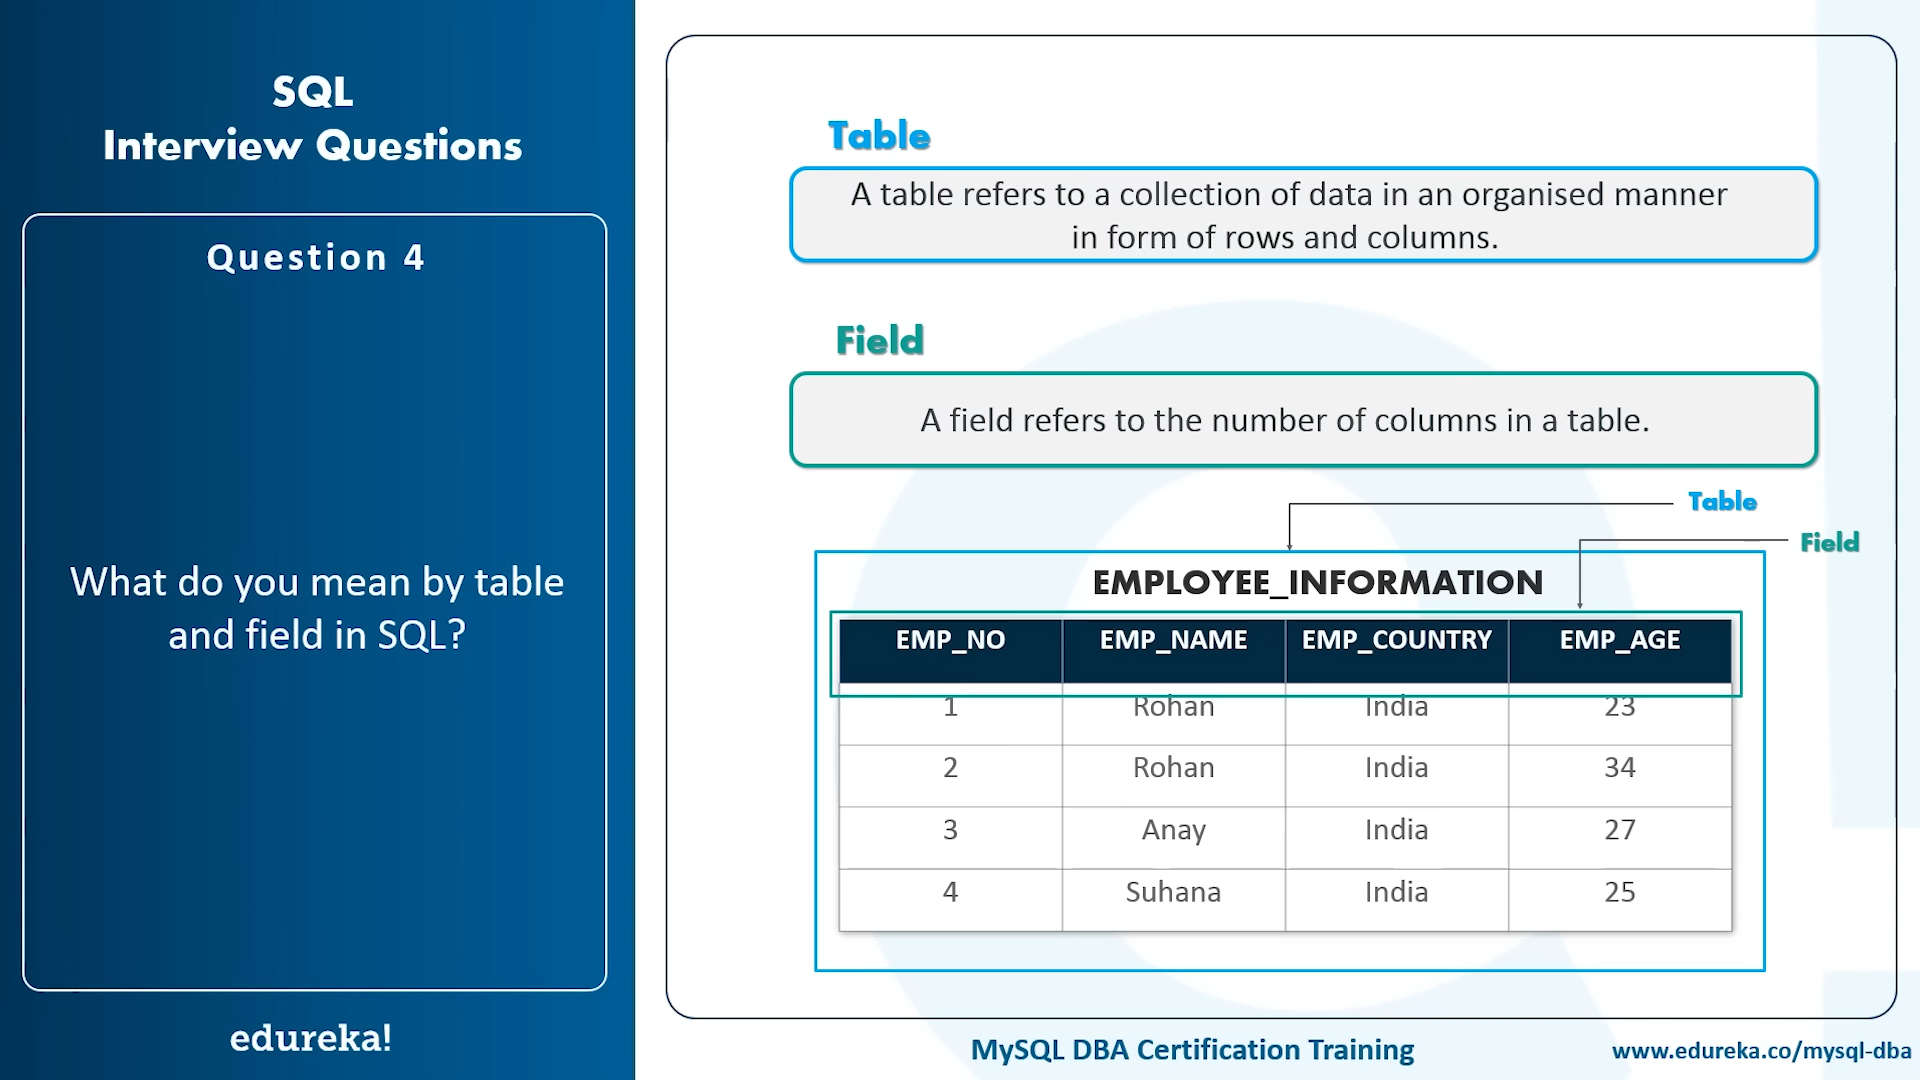 SQL
Interview Questions
Question 4
What do you mean by table
and field in SQL?
edureka!
Table
A table refers to a collection of data in an organised manner
in form of rows and columns.
Field
A field refers to the number of columns in a table.
Table
Field
EMPLOYEE_INFORMATION
EMP_NO EMP_NAME EMP_COUNTRY EMP_AGE
1 Rohan India 23
2 Rohan India 34
3 Anay India 27
4 Suhana India 25
MySQL DBA Certification Training
www.edureka.co/mysql-dba